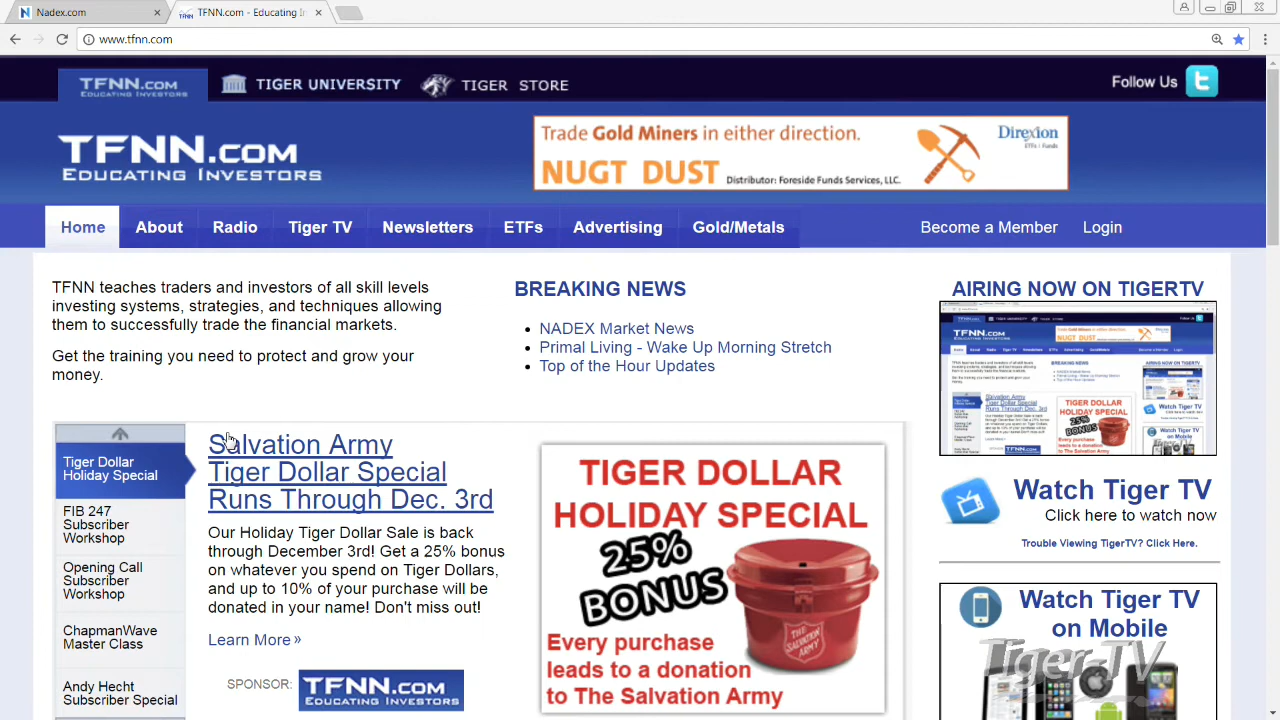 Nadex.com
TFNN.com - Educating In
www.tfnn.com
TFNN.com
Educating Investors
TIGER UNIVERSITY
TIGER STORE
Follow Us
TFNN.com
Educating Investors
Trade Gold Miners in either direction.
NUGT DUST
Distributor: Foreside Funds Services, LLC.
Direxion
ETFs | Funds
Home
About
Radio
Tiger TV
Newsletters
ETFs
Advertising
Gold/Metals
Become a Member
Login
TFNN teaches traders and investors of all skill levels
investing systems, strategies, and techniques allowing
them to successfully trade the financial markets.
Get the training you need to protect and grow your
money.
BREAKING NEWS
NADEX Market News
Primal Living - Wake Up Morning Stretch
Top of the Hour Updates
AIRING NOW ON TIGERTV
Tiger Dollar
Holiday Special
FIB 247
Subscriber
Workshop
Opening Call
Subscriber
Workshop
ChapmanWave
Master Class
Andy Hecht
Subscriber Special
Salvation Army
Tiger Dollar Special
Runs Through Dec. 3rd
Our Holiday Tiger Dollar Sale is back
through December 3rd! Get a 25% bonus
on whatever you spend on Tiger Dollars,
and up to 10% of your purchase will be
donated in your name! Don't miss out!
Learn More »
SPONSOR:
TFNN.com
Educating Investors
TIGER DOLLAR
HOLIDAY SPECIAL
25%
BONUS
Every purchase
leads to a donation
to The Salvation Army
THE
SALVATION
ARMY
Watch Tiger TV
Click here to watch now
Trouble Viewing TigerTV? Click Here.
Watch Tiger TV
on Mobile
Tiger TV